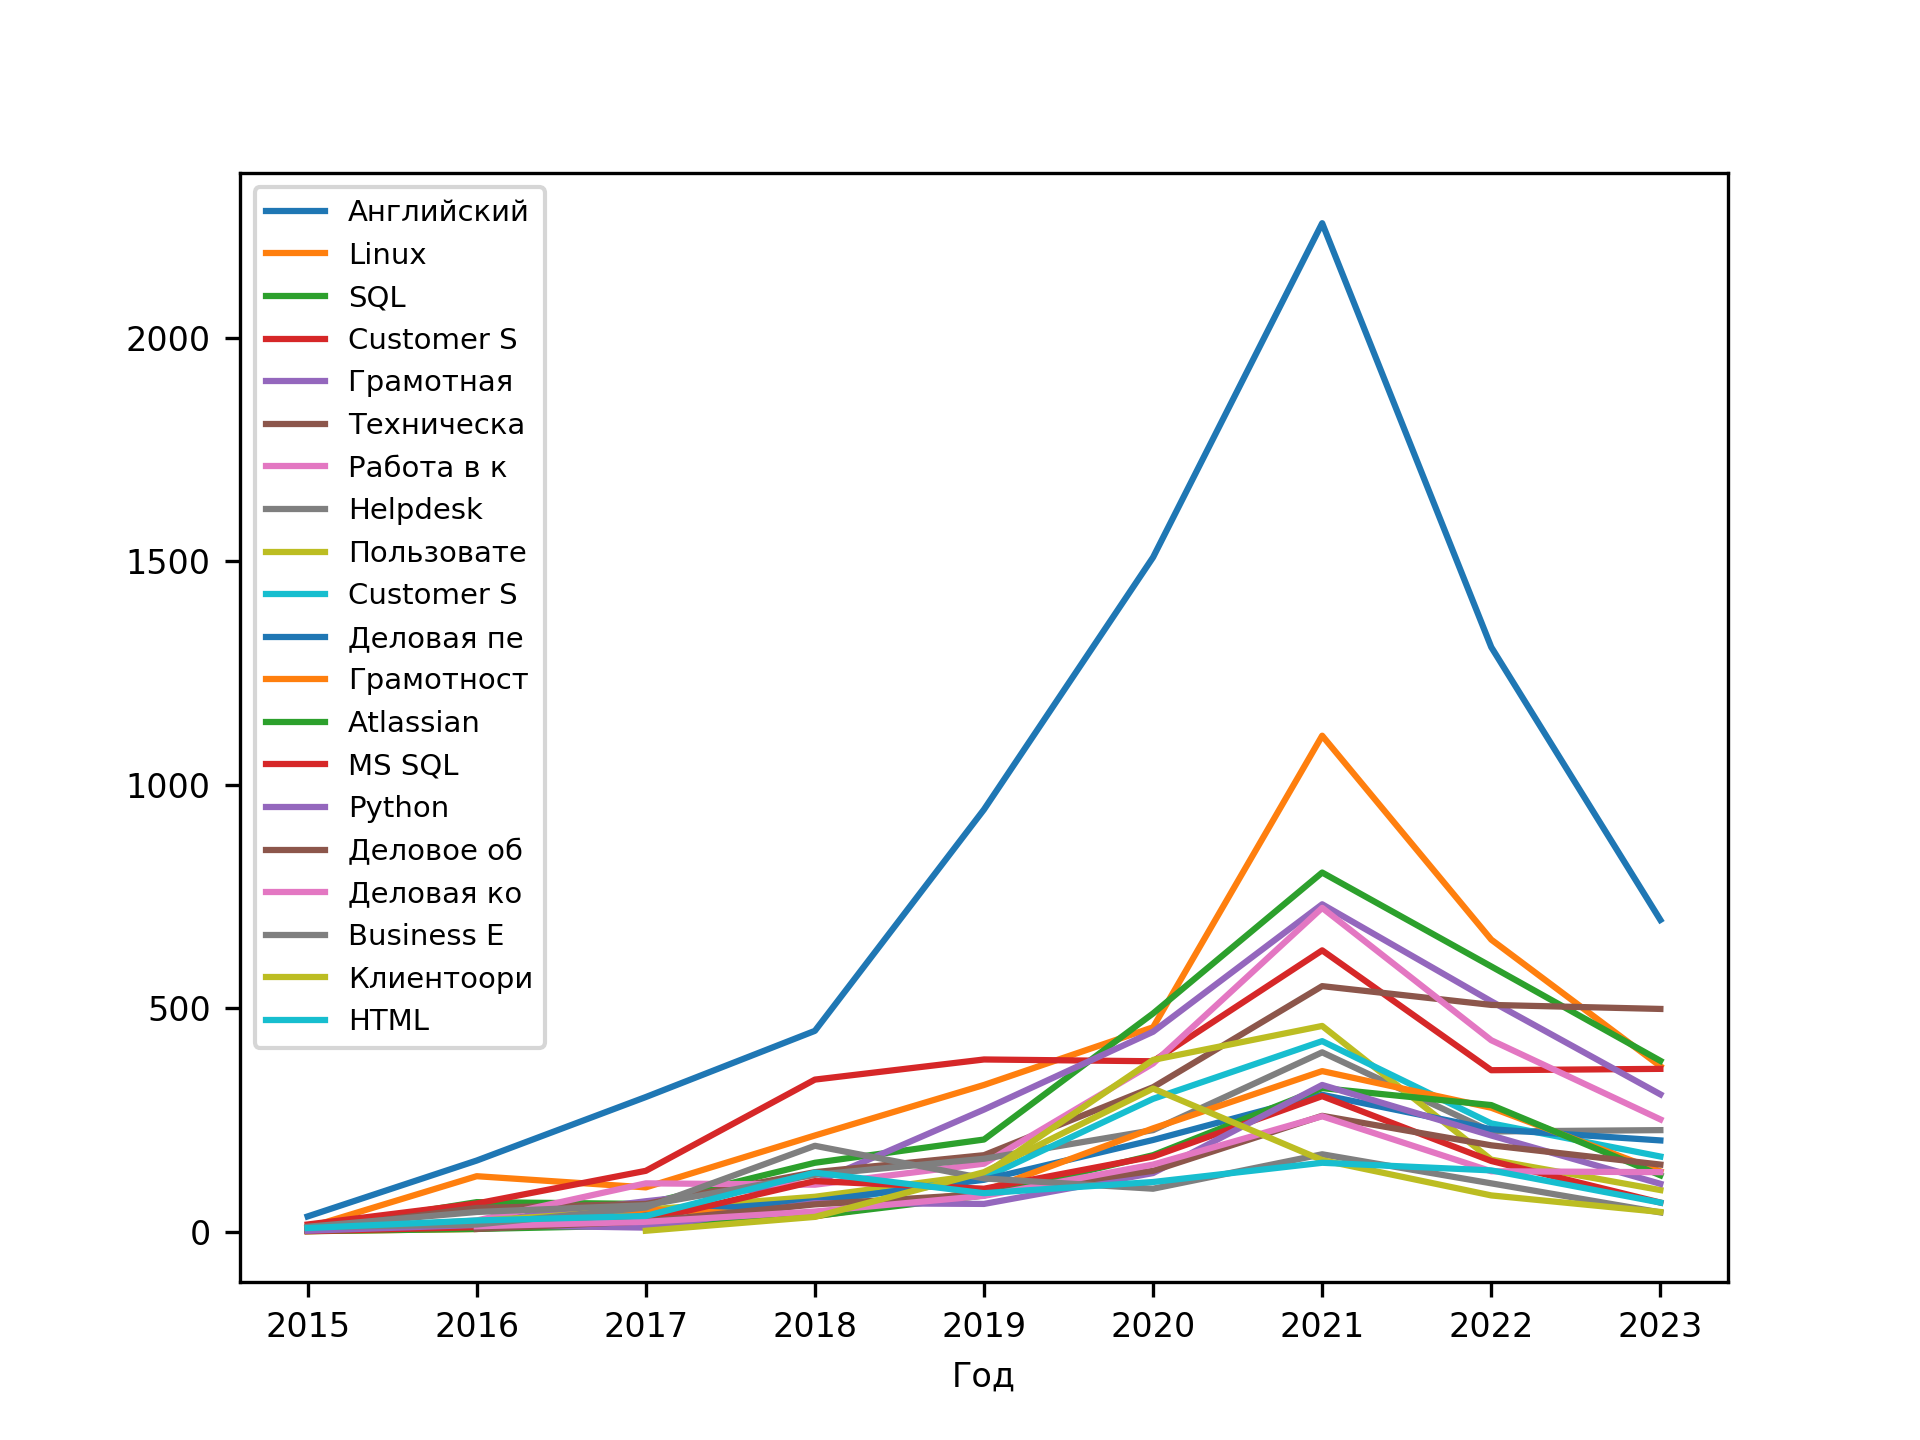 Английский
Linux
SQL
Customer S
Грамотная
Техническа
Работа в к
Helpdesk
Пользовате
Customer S
Деловая пе
Грамотност
Atlassian
MS SQL
Python
Деловое об
Деловая ко
Business E
Клиентоори
HTML
2000
1500
1000
500
0
2015 2016 2017 2018 2019 2020 2021 2022 2023
Год